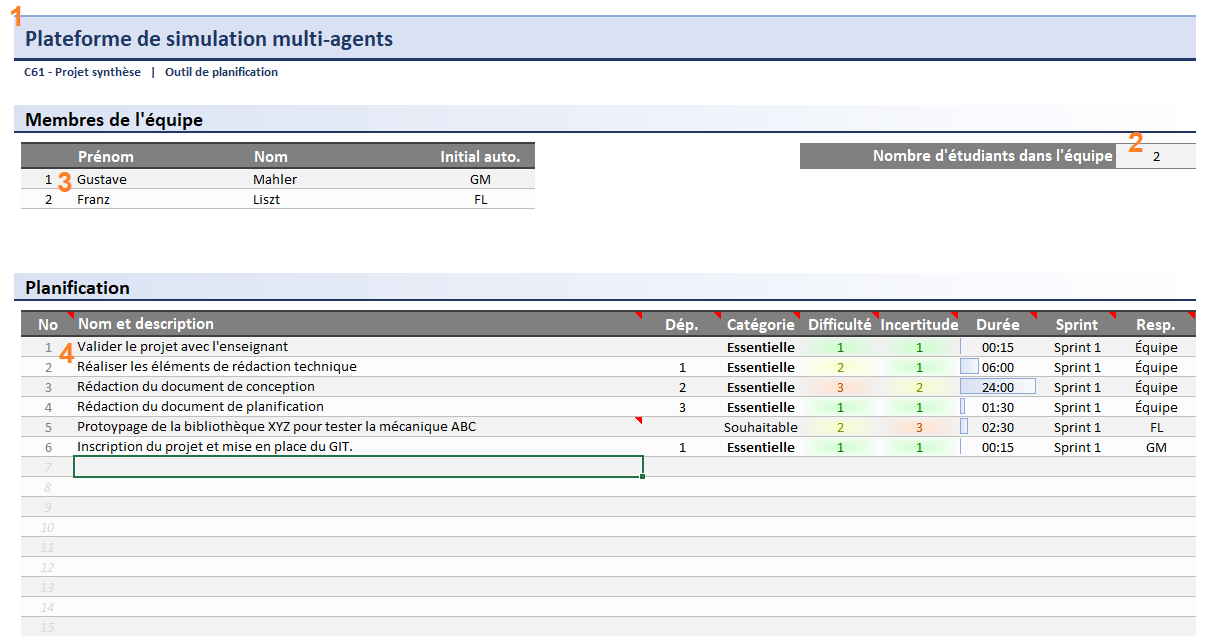 1
Plateforme de simulation multi-agents
C61 - Projet synthèse | Outil de planification
Membres de l'équipe
Prénom Nom Initial auto.
1 3 Gustave Mahler GM
2 Franz Liszt FL
Nombre d'étudiants dans l'équipe 2 2
Planification
No Nom et description Dép. Catégorie Difficulté Incertitude Durée Sprint Resp.
1 4 Valider le projet avec l'enseignant Essentielle 1 1 00:15 Sprint 1 Équipe
2 Réaliser les éléments de rédaction technique 1 Essentielle 2 1 06:00 Sprint 1 Équipe
3 Rédaction du document de conception 2 Essentielle 3 2 24:00 Sprint 1 Équipe
4 Rédaction du document de planification 3 Essentielle 1 1 01:30 Sprint 1 Équipe
5 Protoypage de la bibliothèque XYZ pour tester la mécanique ABC Souhaitable 2 3 02:30 Sprint 1 FL
6 Inscription du projet et mise en place du GIT. 1 Essentielle 1 1 00:15 Sprint 1 GM
7
8
9
10
11
12
13
14
15